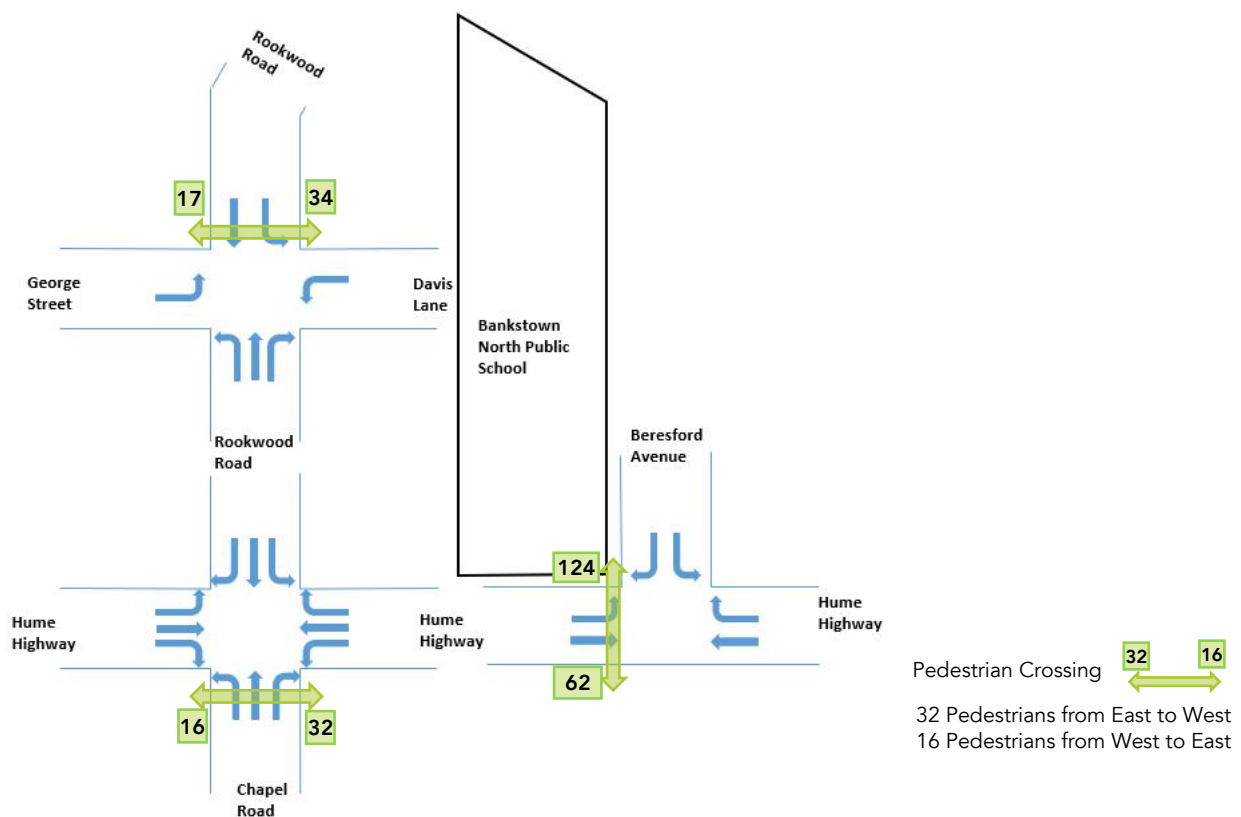 Rookwood
Road
17
34
George
Street
Davis
Lane
Bankstown
North Public
School
Rookwood
Road
Beresford
Avenue
124
Hume
Highway
Hume
Highway
Hume
Highway
62
16
32
Chapel
Road
Pedestrian Crossing
32
16
32 Pedestrians from East to West
16 Pedestrians from West to East